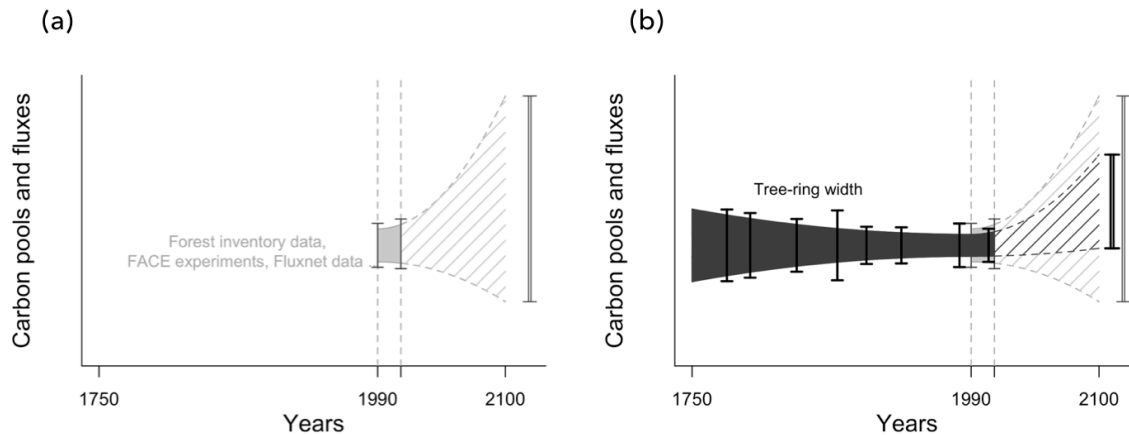 (a)
Carbon pools and fluxes
Forest inventory data,
FACE experiments, Fluxnet data
1750
1990
2100
Years
(b)
Carbon pools and fluxes
Tree-ring width
1750
1990
2100
Years